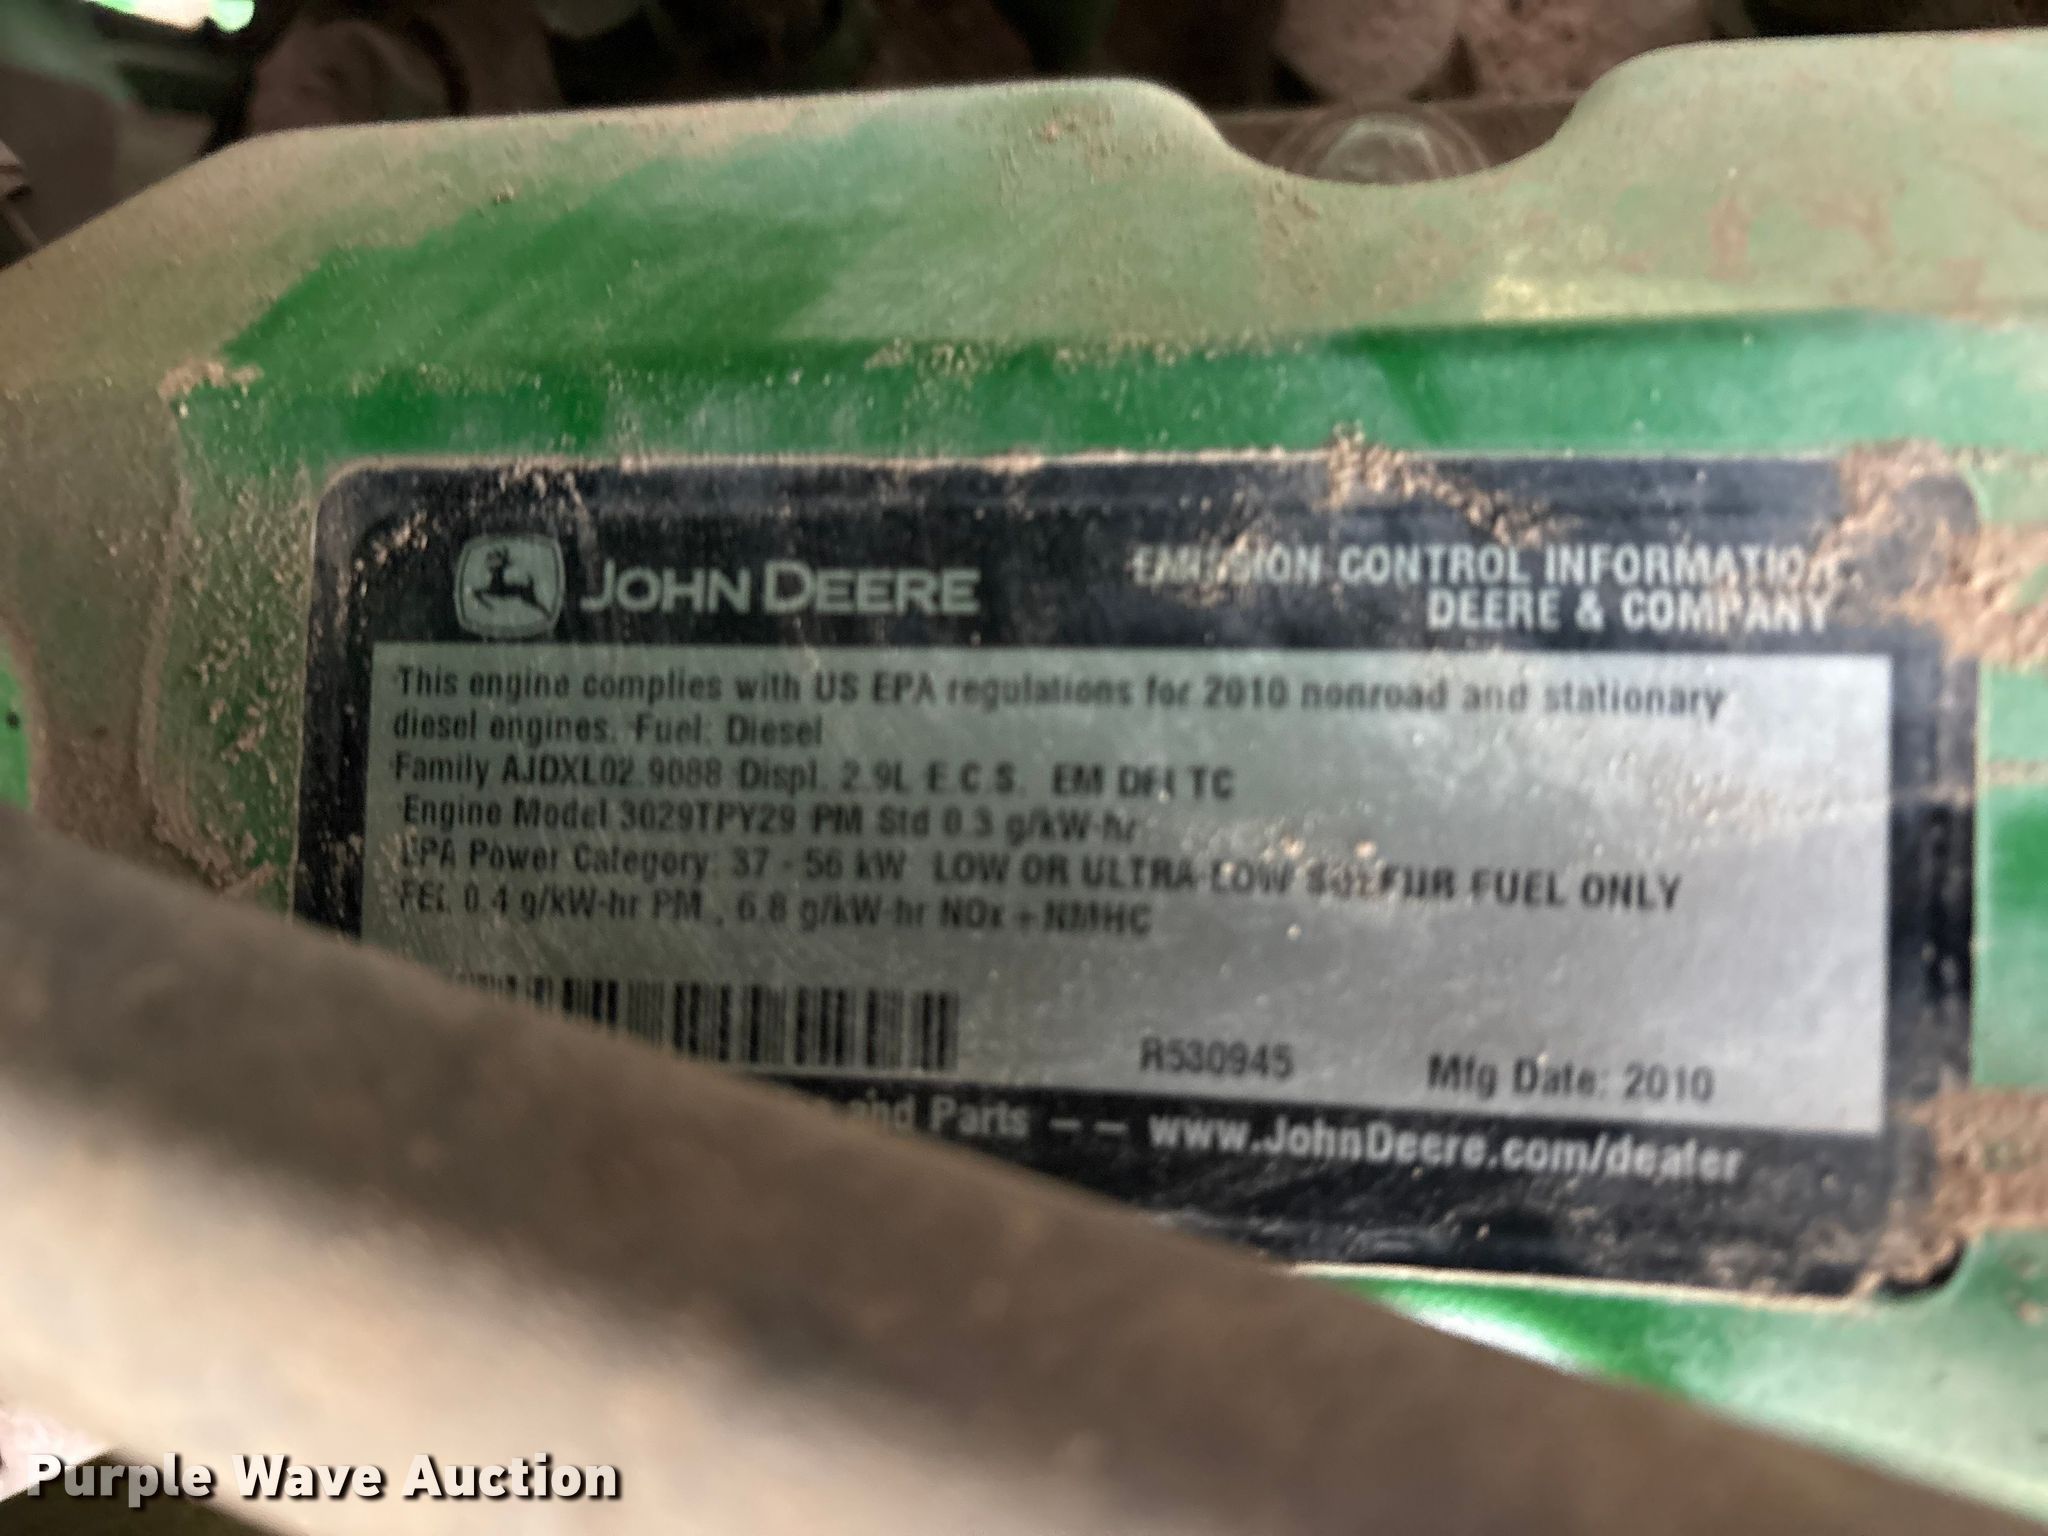 JOHN DEERE
EMISSION CONTROL INFORMATION
DEERE & COMPANY
This engine complies with US EPA regulations for 2010 nonroad and stationary
diesel engines. Fuel: Diesel
Family AJDXL02.9088 Displ. 2.9L E.C.S. EM DFI TC
Engine Model 3029TPY29 PM Std 0.3 g/kW-hr
EPA Power Category: 37 - 56 kW LOW OR ULTRA-LOW SULFUR FUEL ONLY
FEL 0.4 g/kW-hr PM , 6.8 g/kW-hr NOx + NMHC
R530945 Mfg Date: 2010
and Parts – – www.JohnDeere.com/dealer
Purple Wave Auction